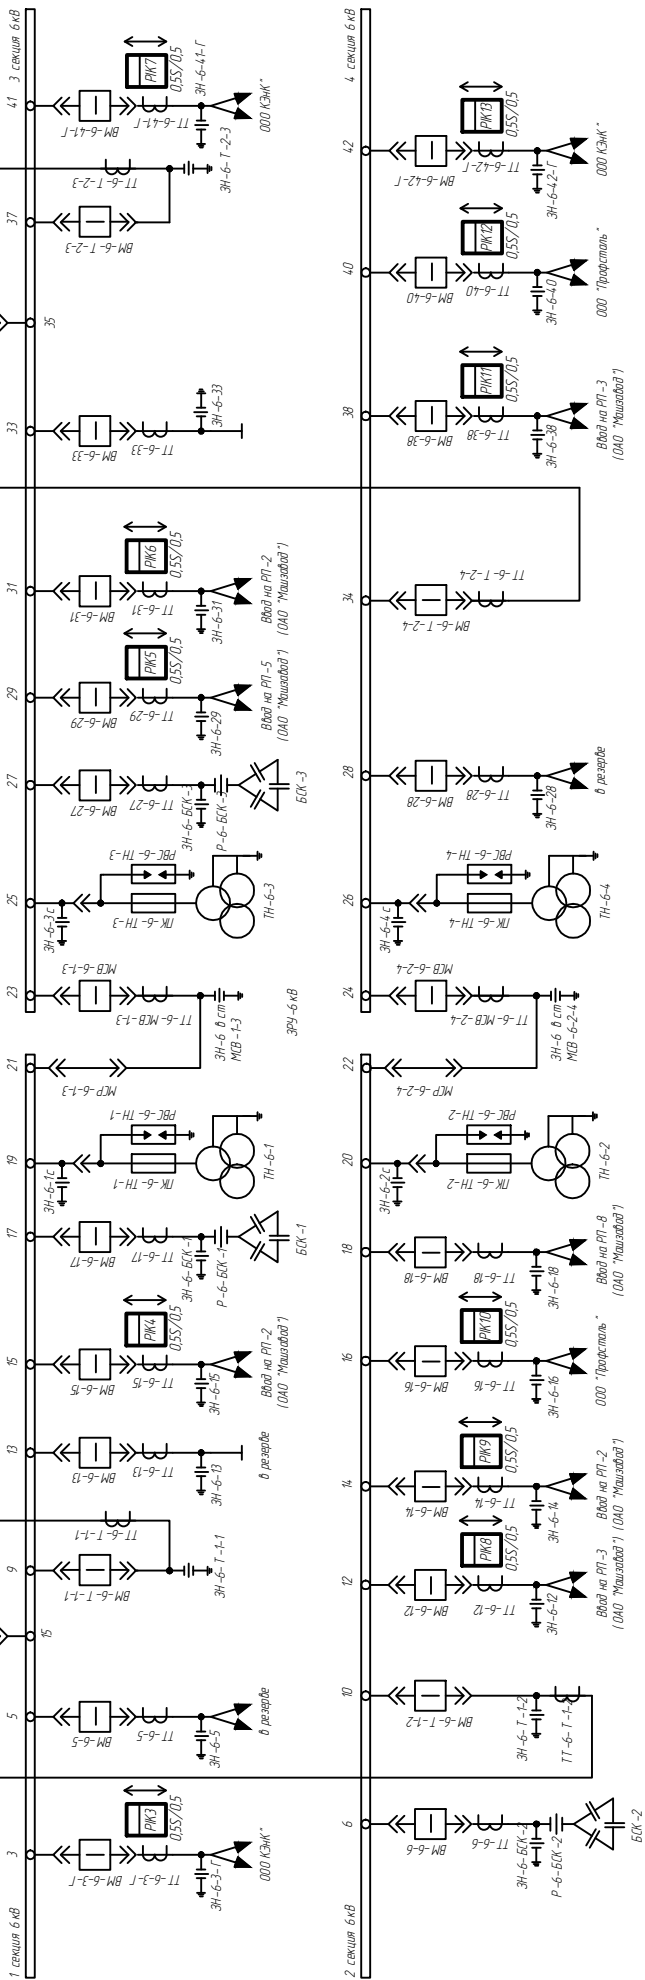 1 секция 6 кВ
3
ВМ-6-3-Г
ТТ-6-3-Г
PIK3
0,5S/0,5
ЗН-6-3-Г
ООО КЭнК"
5
ВМ-6-5
ТТ-6-5
ЗН-6-5
в резерве
15
9
ВМ-6-Т-1-1
ТТ-6-Т-1-1
ЗН-6-Т-1-1
13
ВМ-6-13
ТТ-6-13
ЗН-6-13
в резерве
15
ВМ-6-15
ТТ-6-15
PIK4
0,5S/0,5
ЗН-6-15
Ввод на РП-2
(ОАО "Машзавод")
17
ВМ-6-17
ТТ-6-17
ЗН-6-БСК-1
Р-6-БСК-1
БСК-1
19
ЗН-6-1с
ПК-6-ТН-1
РВС-6-ТН-1
ТН-6-1
21
МСР-6-1-3
3 секция 6 кВ
23
МСВ-6-1-3
ТТ-6-МСВ-1-3
ЗН-6 в ст
МСВ-1-3
ЗРУ-6 кВ
25
ЗН-6-3с
ПК-6-ТН-3
РВС-6-ТН-3
ТН-6-3
27
ВМ-6-27
ТТ-6-27
ЗН-6-БСК-3
Р-6-БСК-3
БСК-3
29
ВМ-6-29
ТТ-6-29
PIK5
0,5S/0,5
ЗН-6-29
Ввод на РП-5
(ОАО "Машзавод")
31
ВМ-6-31
ТТ-6-31
PIK6
0,5S/0,5
ЗН-6-31
Ввод на РП-2
(ОАО "Машзавод")
33
ВМ-6-33
ТТ-6-33
ЗН-6-33
35
37
ВМ-6-Т-2-3
ТТ-6-Т-2-3
ЗН-6-Т-2-3
41
ВМ-6-41-Г
ТТ-6-41-Г
PIK7
0,5S/0,5
ЗН-6-41-Г
ООО КЭнК"
2 секция 6 кВ
6
ВМ-6-6
ТТ-6-6
ЗН-6-БСК-2
Р-6-БСК-2
БСК-2
10
ВМ-6-Т-1-2
ЗН-6-Т-1-2
ТТ-6-Т-1-2
12
ВМ-6-12
ТТ-6-12
PIK8
0,5S/0,5
ЗН-6-12
Ввод на РП-3
(ОАО "Машзавод")
14
ВМ-6-14
ТТ-6-14
PIK9
0,5S/0,5
ЗН-6-14
Ввод на РП-2
(ОАО "Машзавод")
16
ВМ-6-16
ТТ-6-16
PIK10
0,5S/0,5
ЗН-6-16
ООО "Профсталь"
18
ВМ-6-18
ТТ-6-18
ЗН-6-18
Ввод на РП-8
(ОАО "Машзавод")
20
ЗН-6-2с
ПК-6-ТН-2
РВС-6-ТН-2
ТН-6-2
22
МСР-6-2-4
4 секция 6 кВ
24
МСВ-6-2-4
ТТ-6-МСВ-2-4
ЗН-6 в ст
МСВ-6-2-4
26
ЗН-6-4с
ПК-6-ТН-4
РВС-6-ТН-4
ТН-6-4
28
ВМ-6-28
ТТ-6-28
ЗН-6-28
в резерве
34
ВМ-6-Т-2-4
ТТ-6-Т-2-4
38
ВМ-6-38
ТТ-6-38
PIK11
0,5S/0,5
ЗН-6-38
Ввод на РП-3
(ОАО "Машзавод")
40
ВМ-6-40
ТТ-6-40
PIK12
0,5S/0,5
ЗН-6-40
ООО "Профсталь"
42
ВМ-6-42-Г
ТТ-6-42-Г
PIK13
0,5S/0,5
ЗН-6-42-Г
ООО КЭнК"